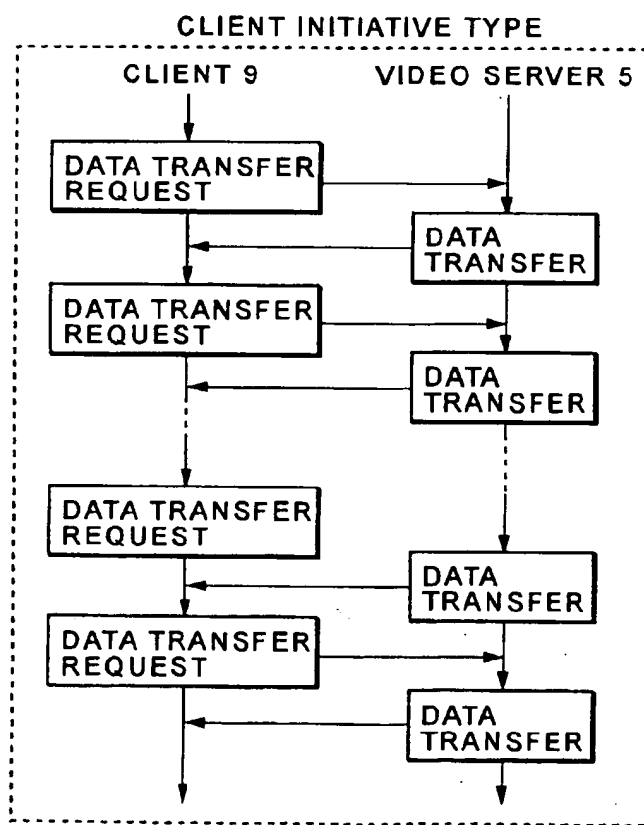 CLIENT INITIATIVE TYPE
CLIENT 9
VIDEO SERVER 5
DATA TRANSFER
REQUEST
DATA
TRANSFER
DATA TRANSFER
REQUEST
DATA
TRANSFER
DATA TRANSFER
REQUEST
DATA
TRANSFER
DATA TRANSFER
REQUEST
DATA
TRANSFER